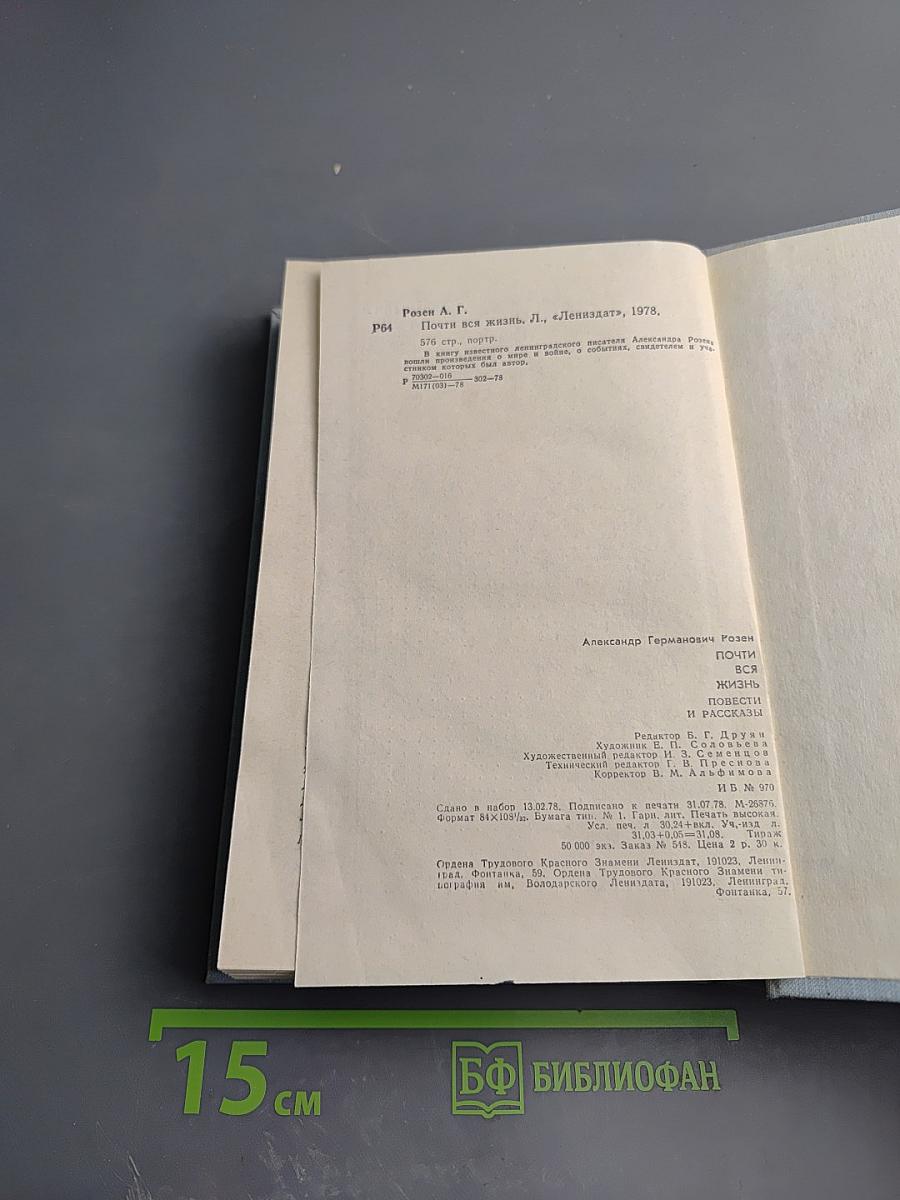 Розен А. Г.
Р64 Почти вся жизнь. Л., «Лениздат», 1978.
576 стр., портр.
В книгу известного ленинградского писателя Александра Розена
вошли произведения о мире и войне, о событиях, свидетелем и уча-
стником которых был автор.
Р 70302—016 302—78
М171(03)—78
Александр Германович Розен
ПОЧТИ
ВСЯ
ЖИЗНЬ
ПОВЕСТИ
И РАССКАЗЫ
Редактор Б. Г. Друян
Художник Е. П. Соловьева
Художественный редактор И. З. Семенцов
Технический редактор Г. В. Преснова
Корректор В. М. Альфимова
ИБ № 970
Сдано в набор 13.02.78. Подписано к печати 31.07.78. М-26876.
Формат 84×108¹/₃₂. Бумага тип. № 1. Гарн. лит. Печать высокая.
Усл. печ. л 30,24+вкл. Уч.-изд л.
31,03+0,05=31,08. Тираж
50 000 экз. Заказ № 548. Цена 2 р. 30 к.
Ордена Трудового Красного Знамени Лениздат, 191023, Ленин-
град, Фонтанка, 59. Ордена Трудового Красного Знамени ти-
пография им, Володарского Лениздата, 191023, Ленинград,
Фонтанка, 57.
15 см
БФ БИБЛИОФАН